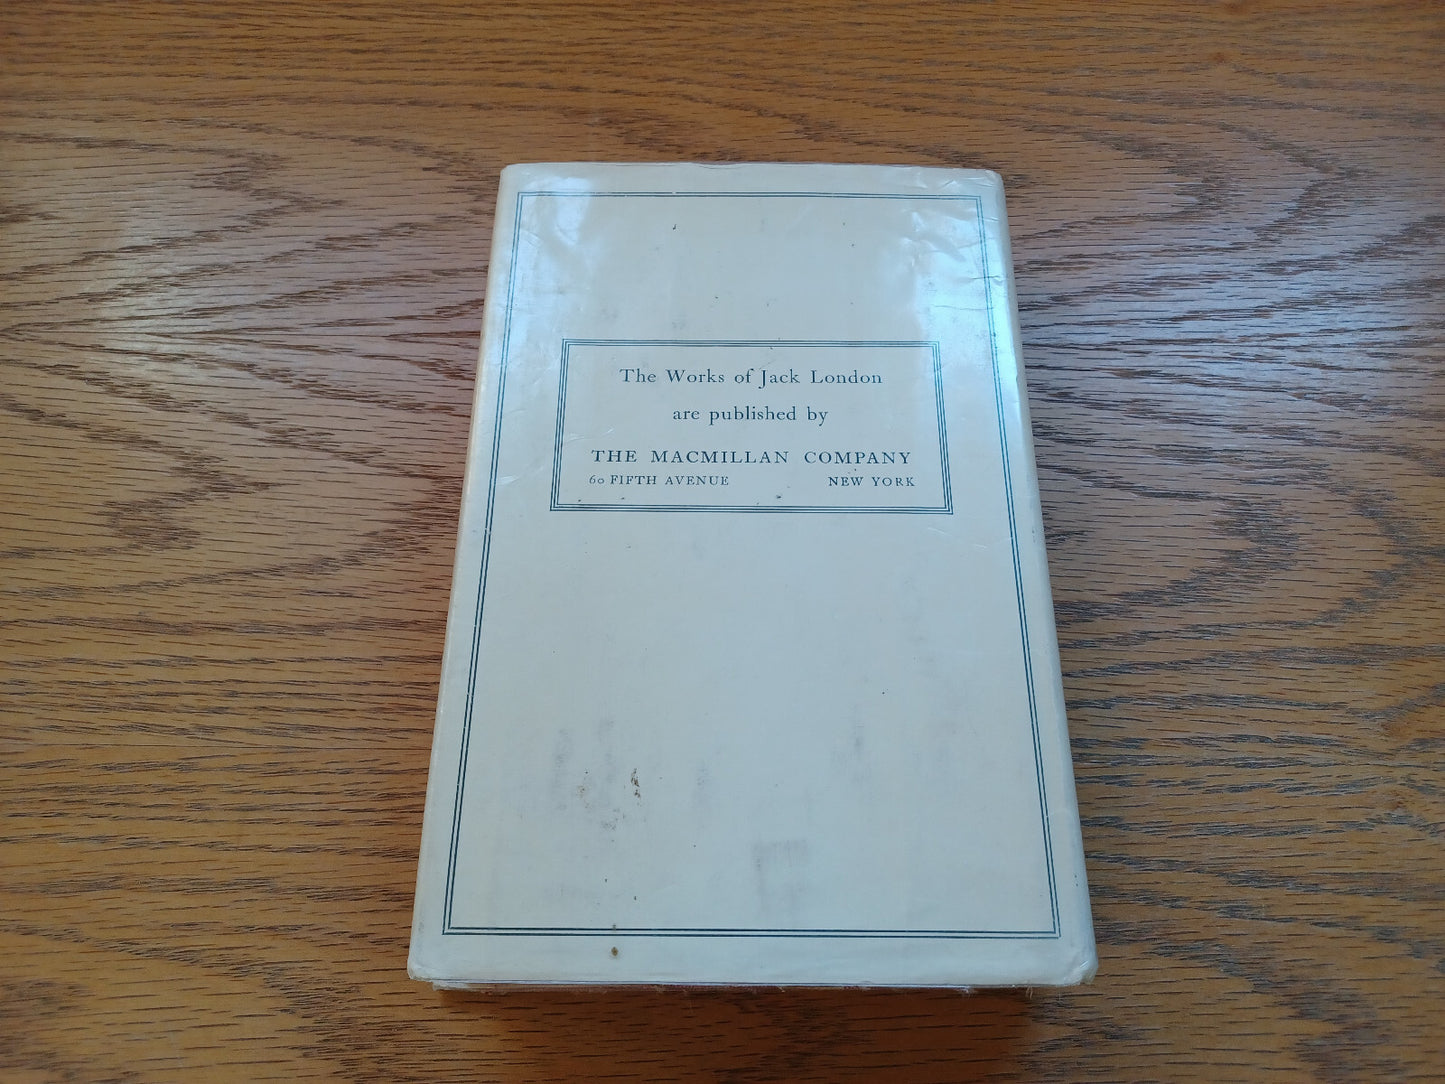 The Works of Jack London
are published by
THE MACMILLAN COMPANY
60 FIFTH AVENUE NEW YORK